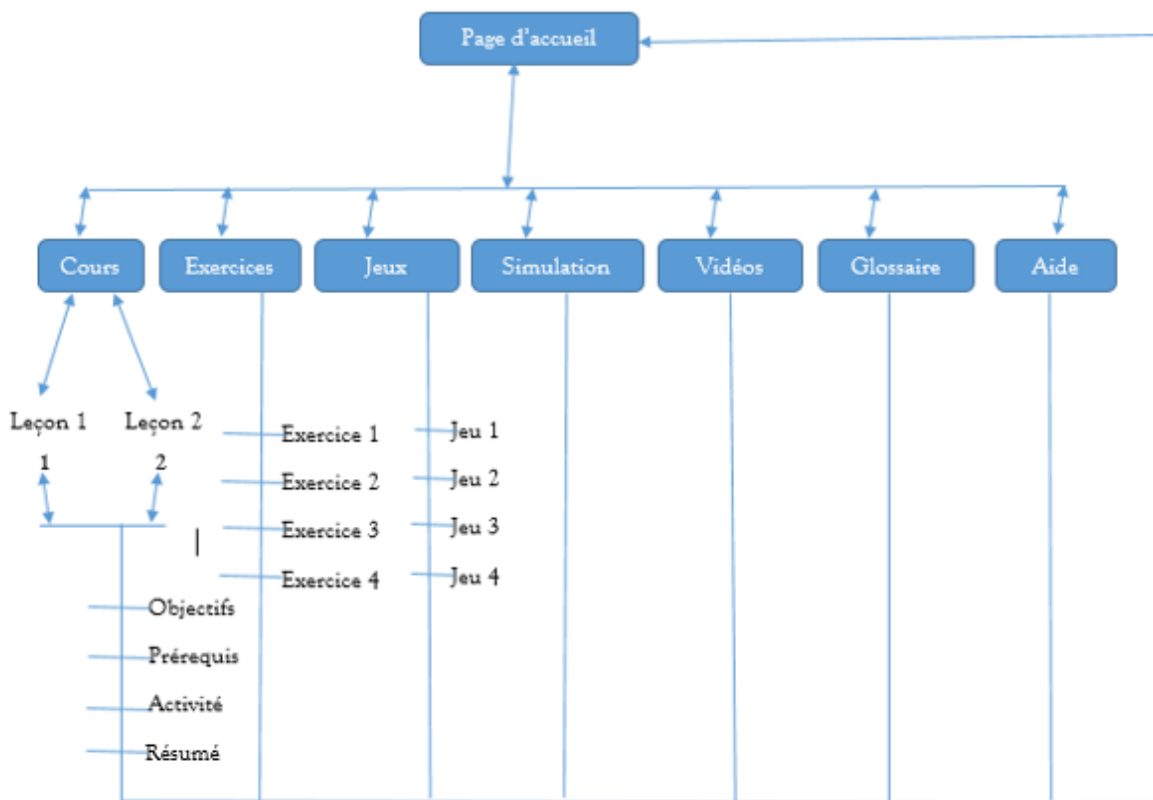 Page d'accueil
Cours
Exercices
Jeux
Simulation
Vidéos
Glossaire
Aide
Leçon 1
Leçon 2
1
2
Exercice 1
Jeu 1
Exercice 2
Jeu 2
Exercice 3
Jeu 3
Exercice 4
Jeu 4
Objectifs
Prérequis
Activité
Résumé